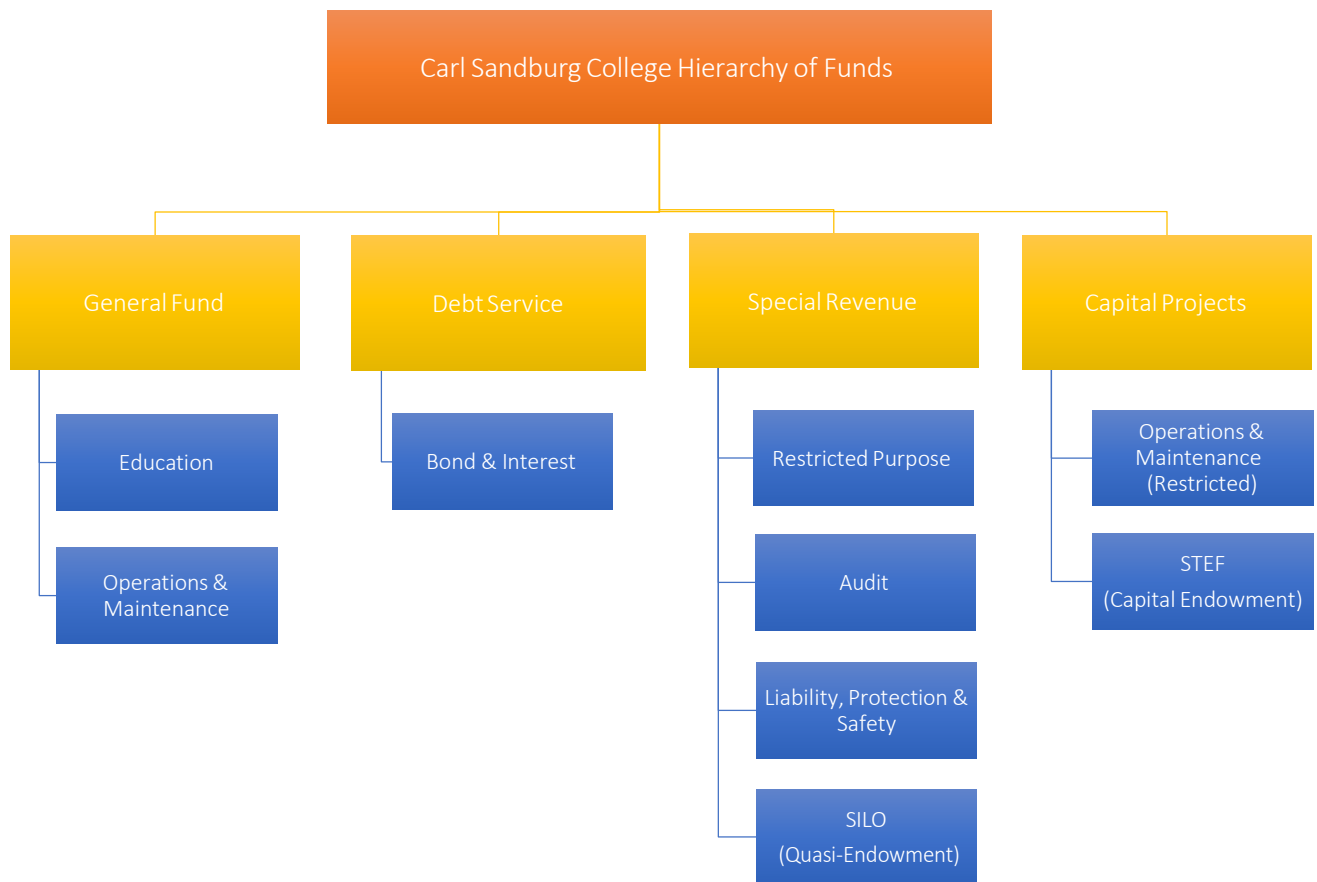 Carl Sandburg College Hierarchy of Funds
General Fund
Debt Service
Special Revenue
Capital Projects
Education
Operations &
Maintenance
Bond & Interest
Restricted Purpose
Audit
Liability, Protection &
Safety
SILO
(Quasi-Endowment)
Operations &
Maintenance
(Restricted)
STEF
(Capital Endowment)